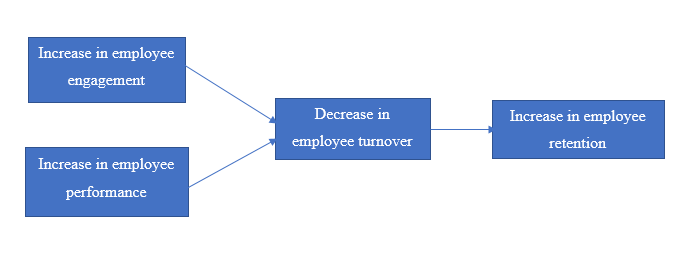 Increase in employee
engagement
Increase in employee
performance
Decrease in
employee turnover
Increase in employee
retention